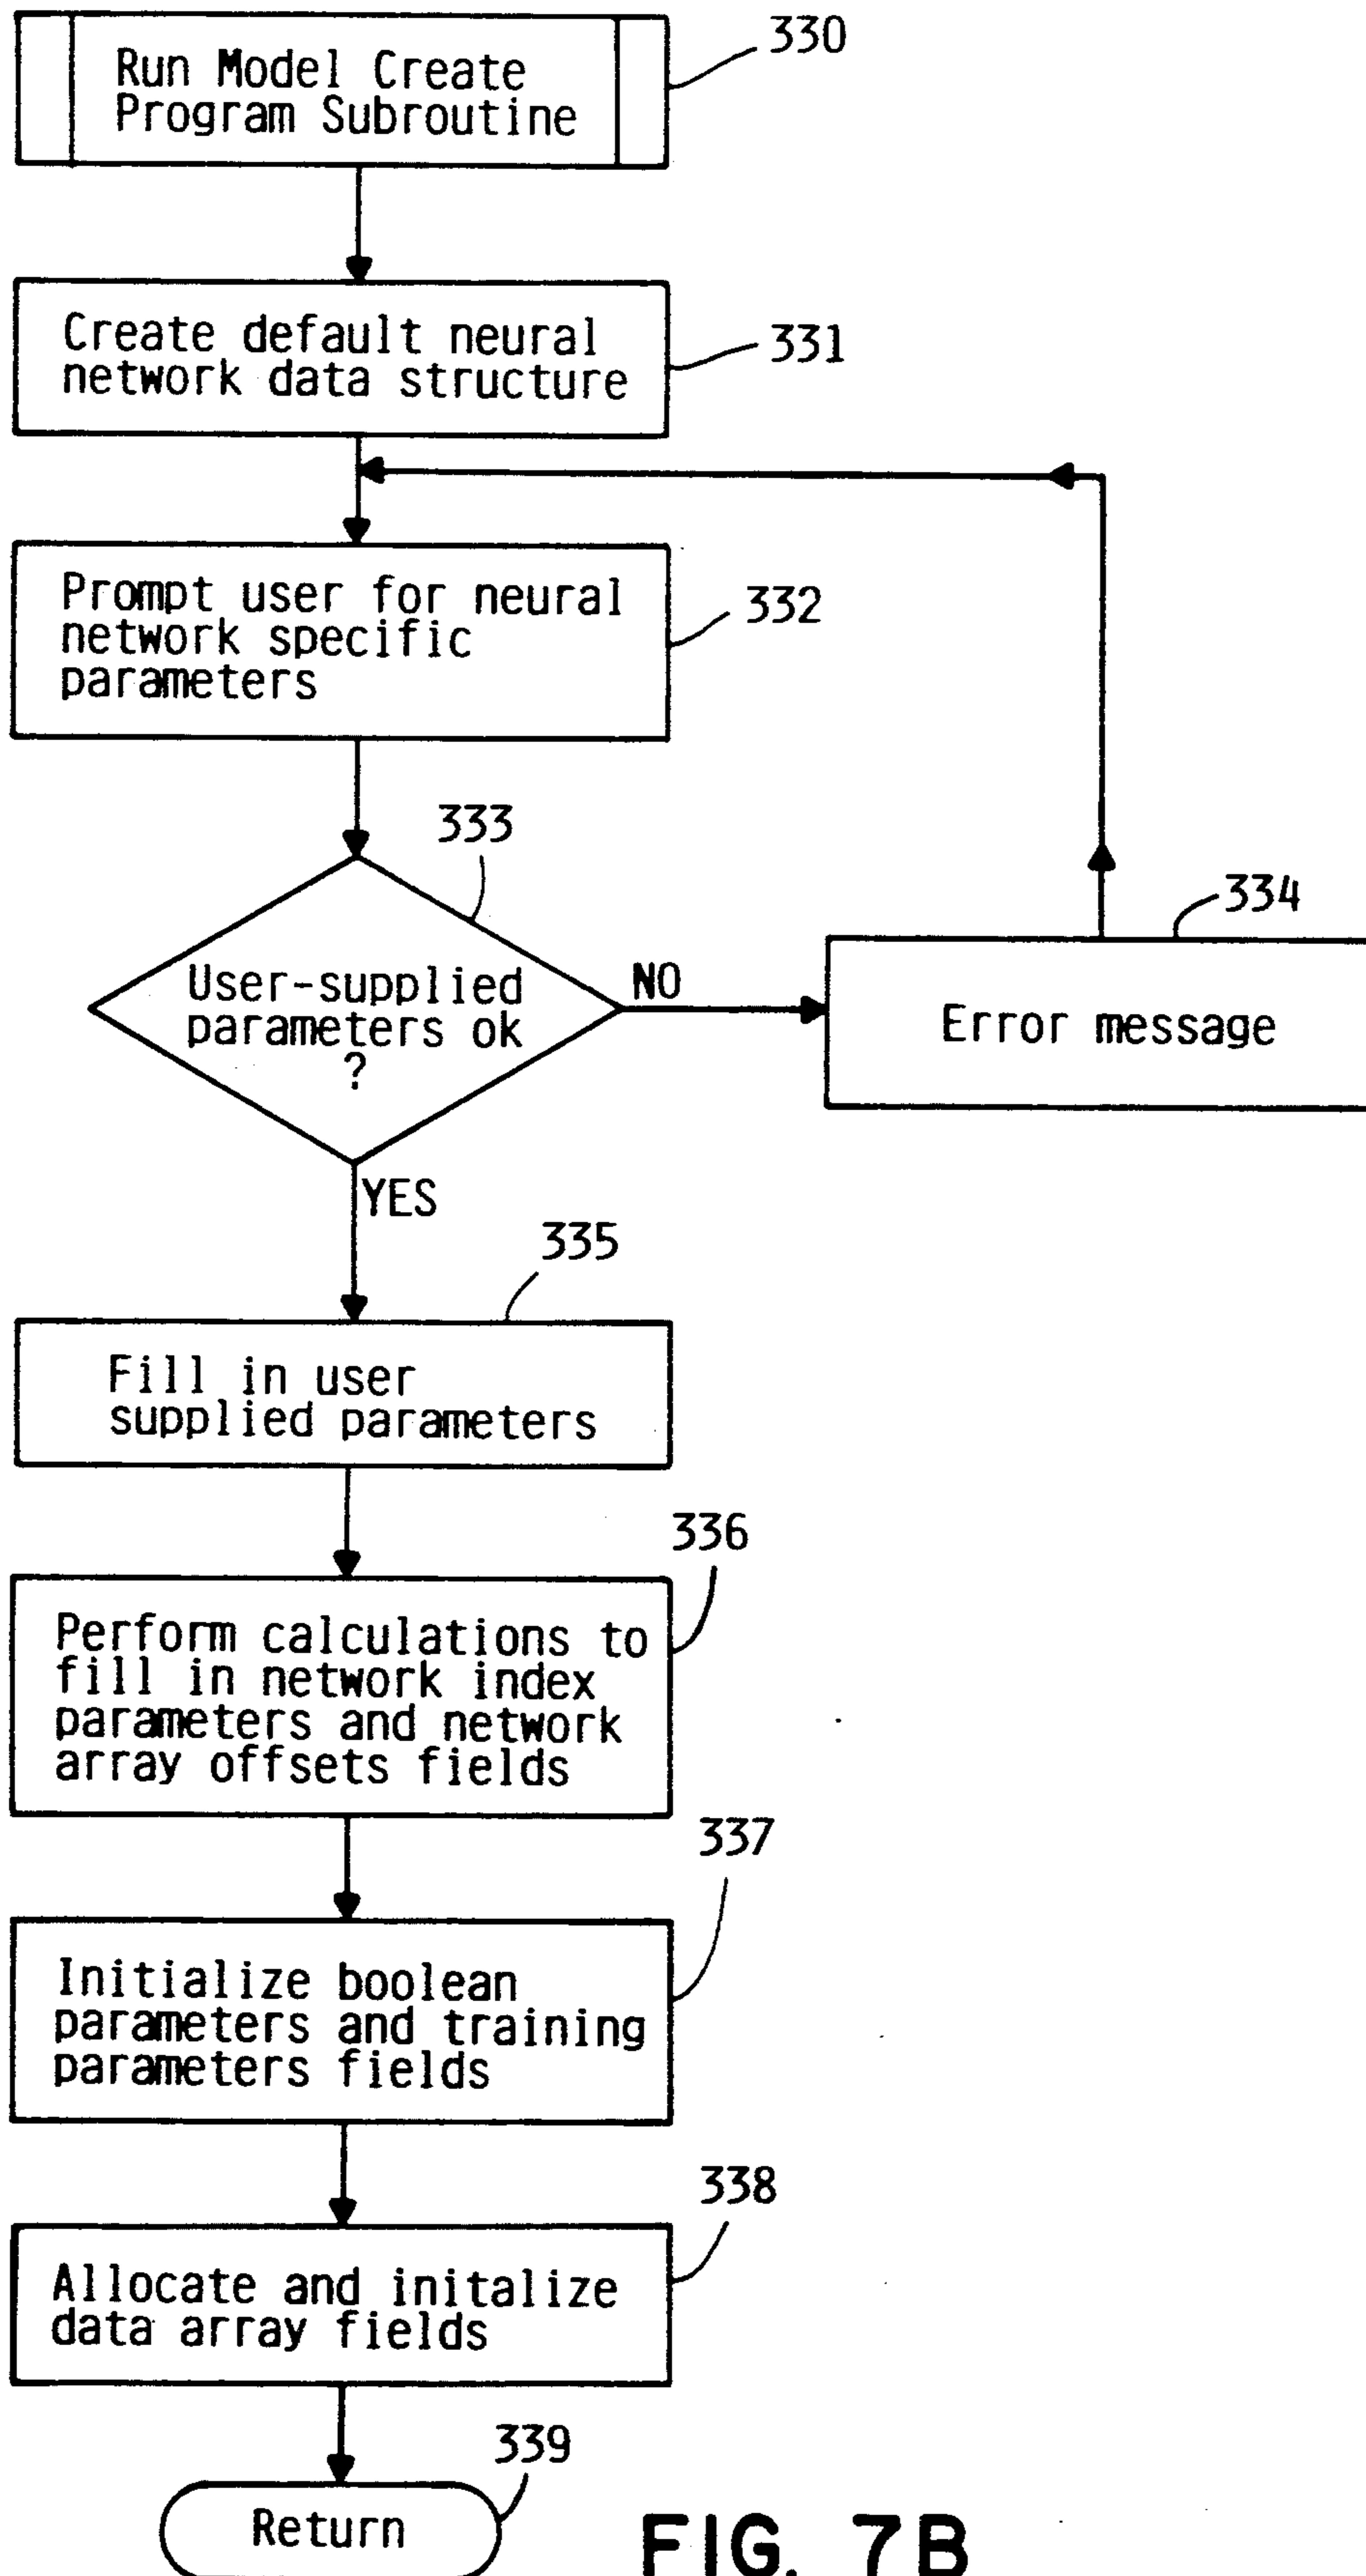 330
Run Model Create
Program Subroutine
Create default neural
network data structure
331
Prompt user for neural
network specific
parameters
332
333
User-supplied
parameters ok
?
NO
334
Error message
YES
335
Fill in user
supplied parameters
336
Perform calculations to
fill in network index
parameters and network
array offsets fields
337
Initialize boolean
parameters and training
parameters fields
338
Allocate and initalize
data array fields
339
Return
FIG. 7B